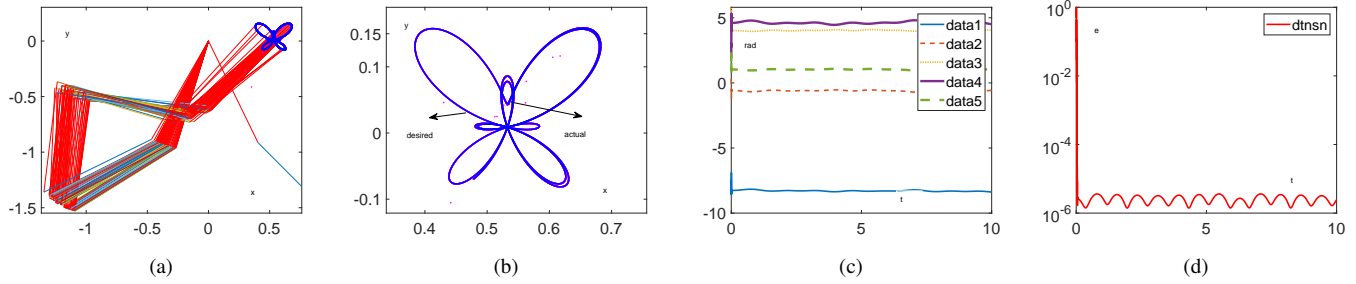 y
0
-0.5
-1
-1.5
x
-1 -0.5 0 0.5
(a)
y
0.15
0.1
0.05
0
-0.1
desired
actual
x
0.4 0.5 0.6 0.7
(b)
5
0
-5
-10
rad
data1
data2
data3
data4
data5
t
0 5 10
(c)
10^0
10^-2
10^-4
10^-6
e
dtnsn
t
0 5 10
(d)